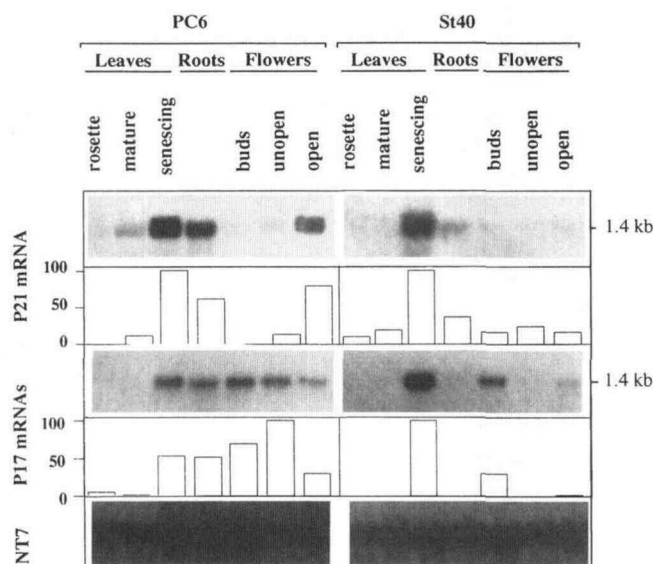 PC6 St40
Leaves Roots Flowers Leaves Roots Flowers
rosette mature senescing buds unopen open rosette mature senescing buds unopen open
P21 mRNA
1.4 kb
100
50
0
P17 mRNAs
1.4 kb
100
50
0
NT7